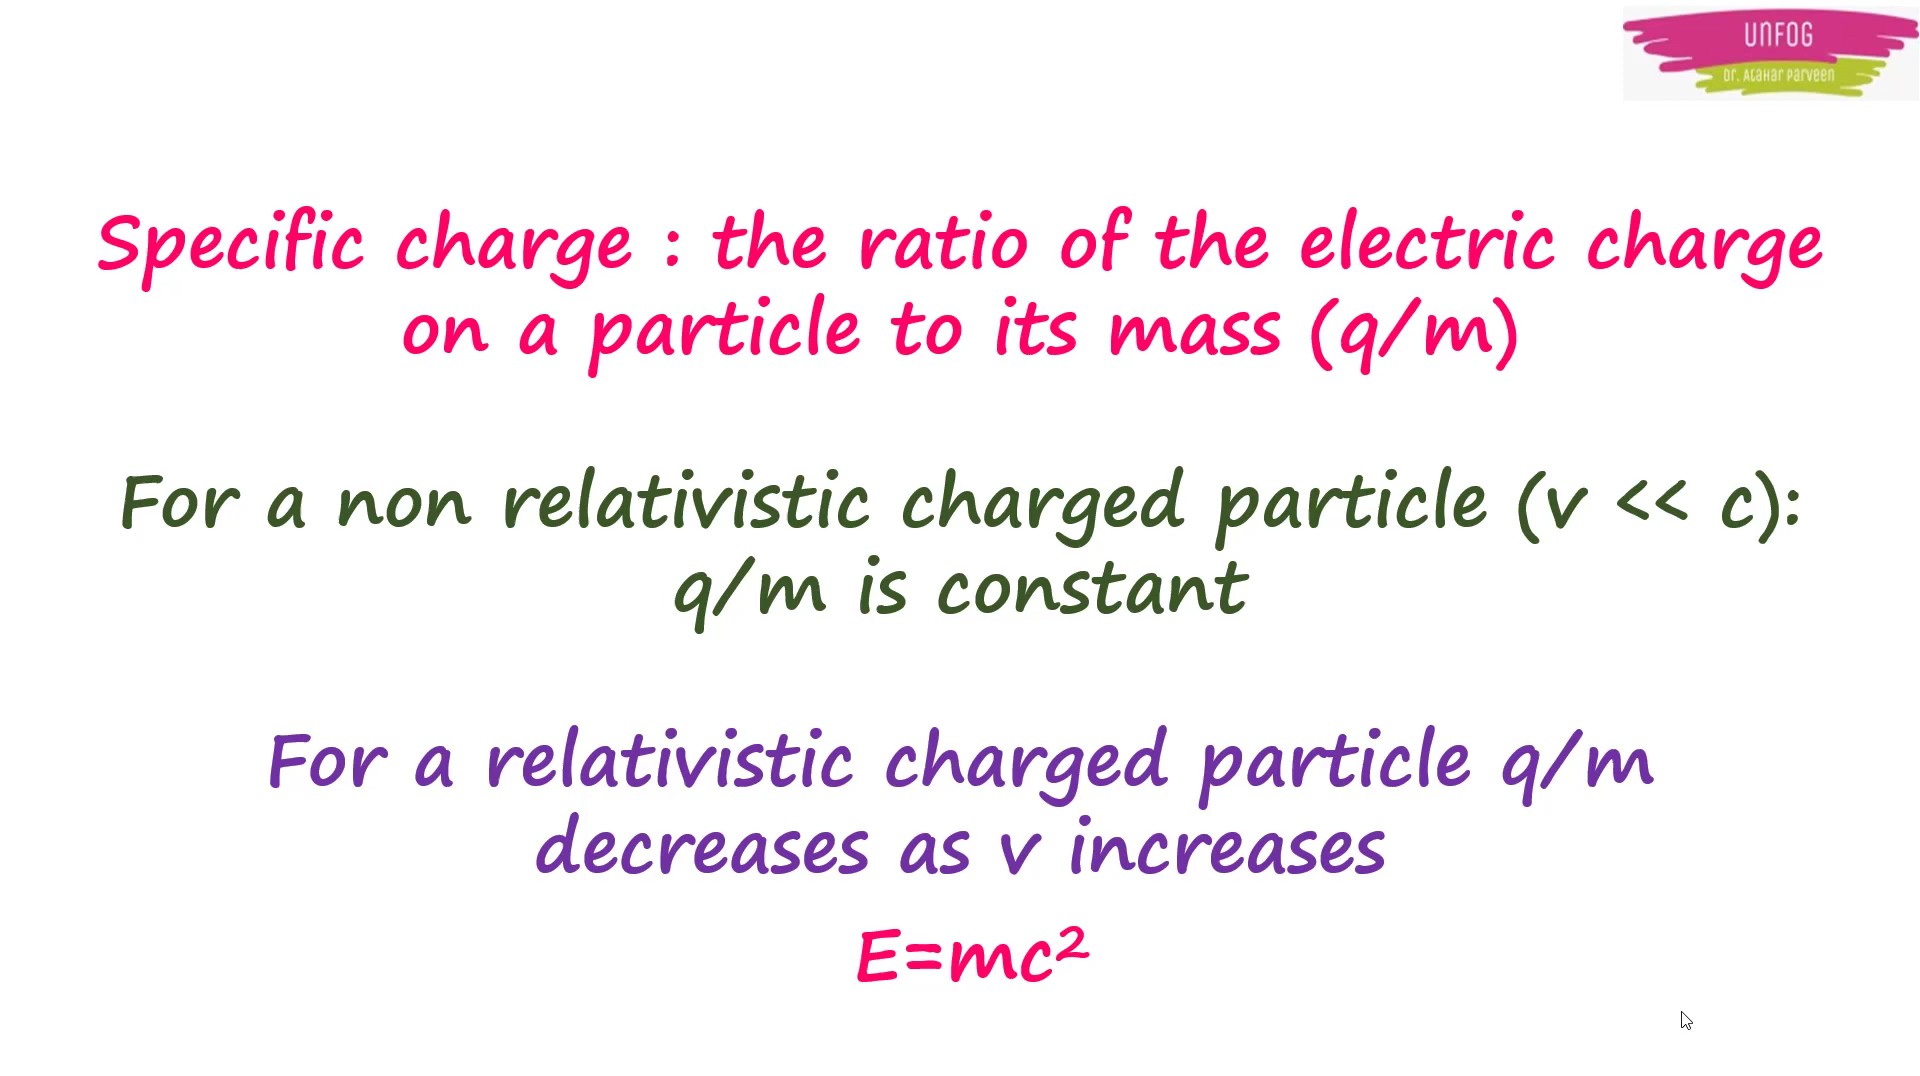 UNFOG
Dr. Atahar Parveen
Specific charge : the ratio of the electric charge
on a particle to its mass (q/m)
For a non relativistic charged particle (v << c):
q/m is constant
For a relativistic charged particle q/m
decreases as v increases
E=mc²